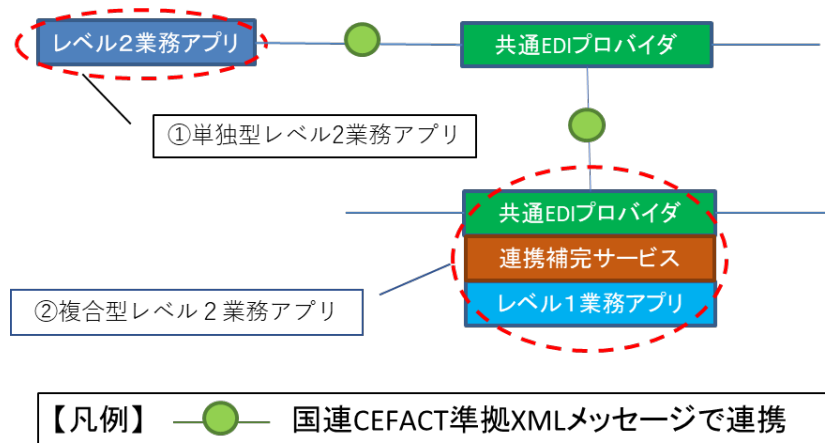 レベル２業務アプリ
共通EDIプロバイダ
①単独型レベル2業務アプリ
共通EDIプロバイダ
連携補完サービス
レベル１業務アプリ
②複合型レベル２業務アプリ
【凡例】 国連CEFACT準拠XMLメッセージで連携